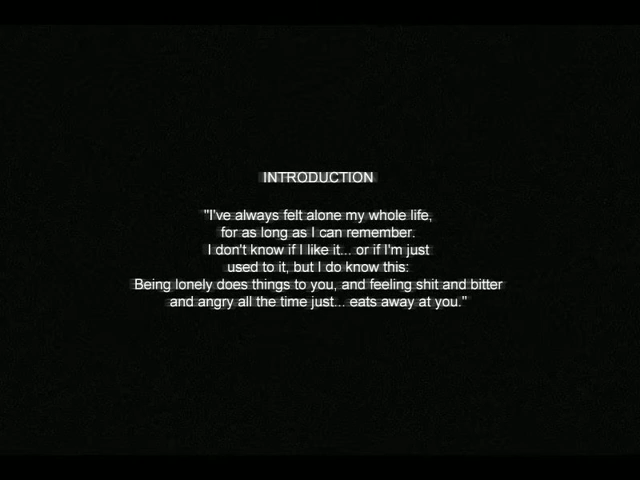 INTRODUCTION
"I've always felt alone my whole life,
for as long as I can remember.
I don't know if I like it... or if I'm just
used to it, but I do know this:
Being lonely does things to you, and feeling shit and bitter
and angry all the time just... eats away at you."